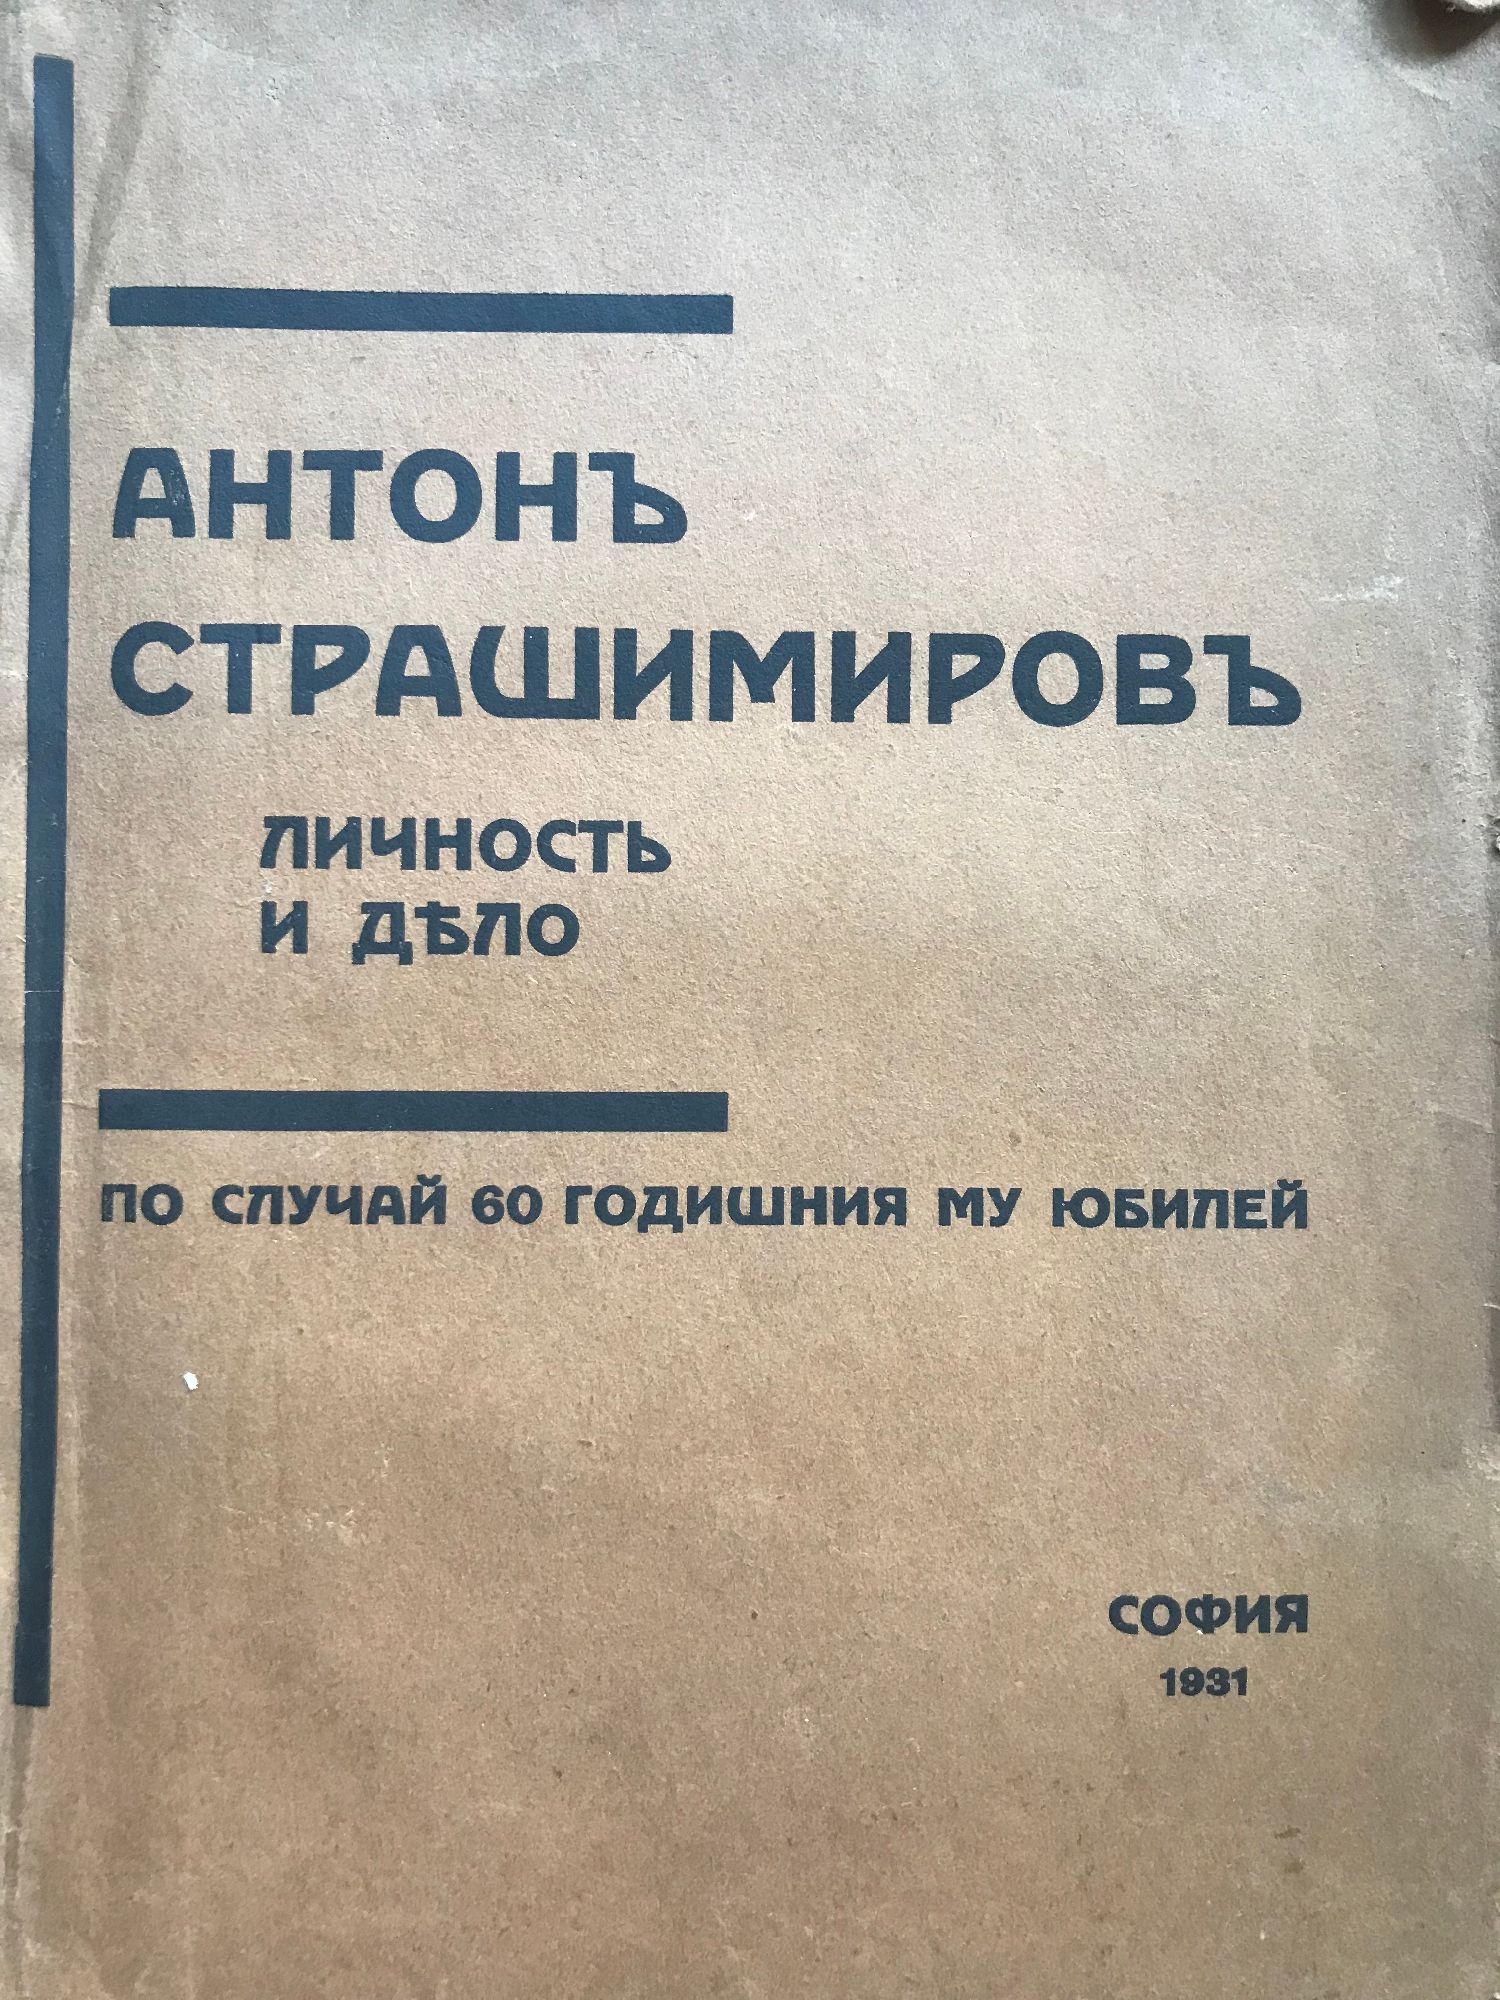 АНТОНЪ
СТРАШИМИРОВЪ
ЛИЧНОСТЬ
И ДѢЛО
ПО СЛУЧАЙ 60 ГОДИШНИЯ МУ ЮБИЛЕЙ
СОФИЯ
1931